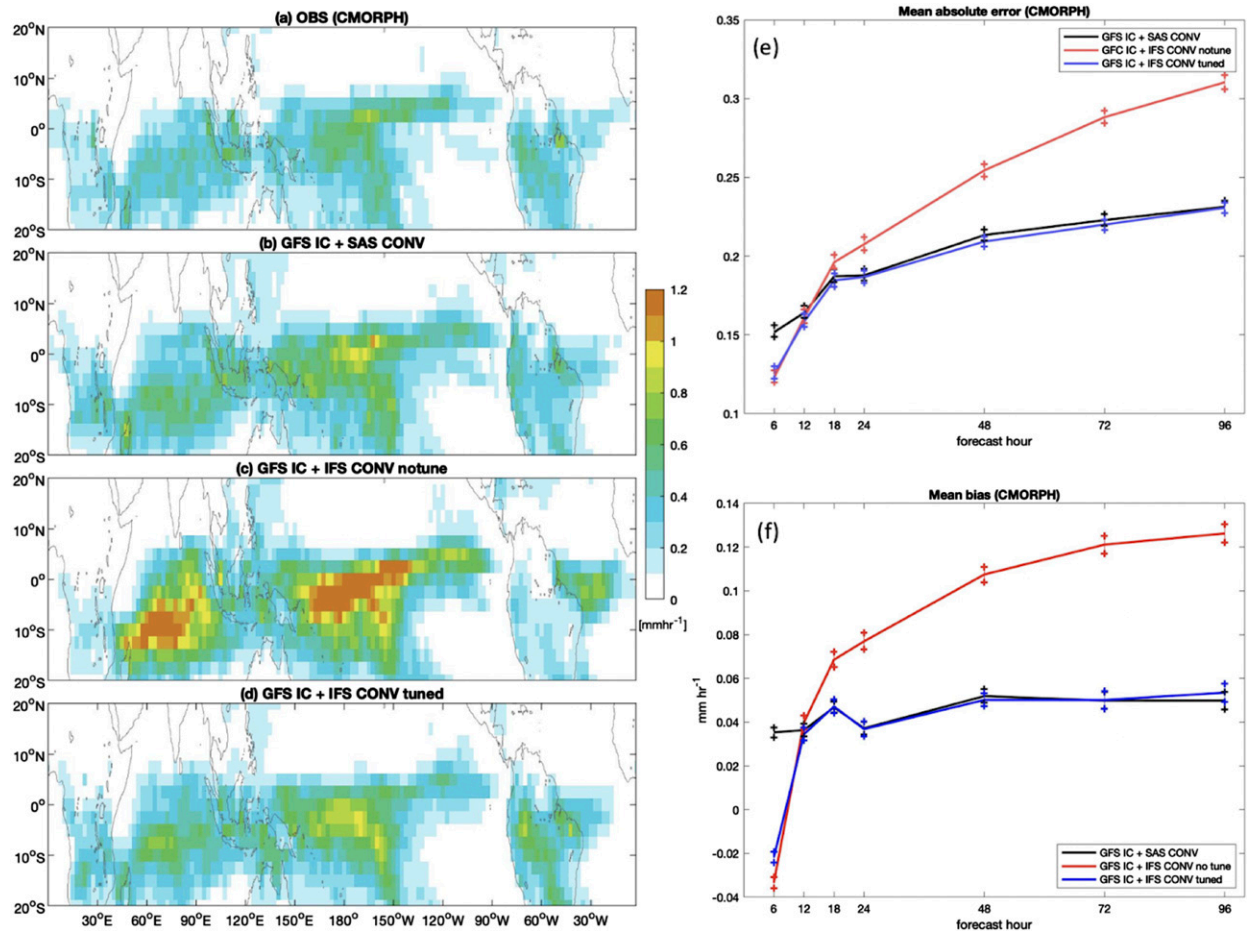 (a) OBS (CMORPH)
20°N
10°N
0°
10°S
20°S
(b) GFS IC + SAS CONV
20°N
10°N
0°
10°S
20°S
(c) GFS IC + IFS CONV notune
20°N
10°N
0°
10°S
20°S
(d) GFS IC + IFS CONV tuned
20°N
10°N
0°
10°S
20°S
30°E 60°E 90°E 120°E 150°E 180° 150°W 120°W 90°W 60°W 30°W
1.2
1
0.8
0.6
0.4
0.2
0
[mmhr-1]
Mean absolute error (CMORPH)
(e)
GFS IC + SAS CONV
GFC IC + IFS CONV notune
GFS IC + IFS CONV tuned
0.35
0.3
0.25
0.2
0.15
0.1
6 12 18 24 48 72 96
forecast hour
Mean bias (CMORPH)
(f)
0.14
0.12
0.1
0.08
0.06
0.04
0.02
0
-0.02
-0.04
mm hr-1
GFS IC + SAS CONV
GFS IC + IFS CONV no tune
GFS IC + IFS CONV tuned
6 12 18 24 48 72 96
forecast hour